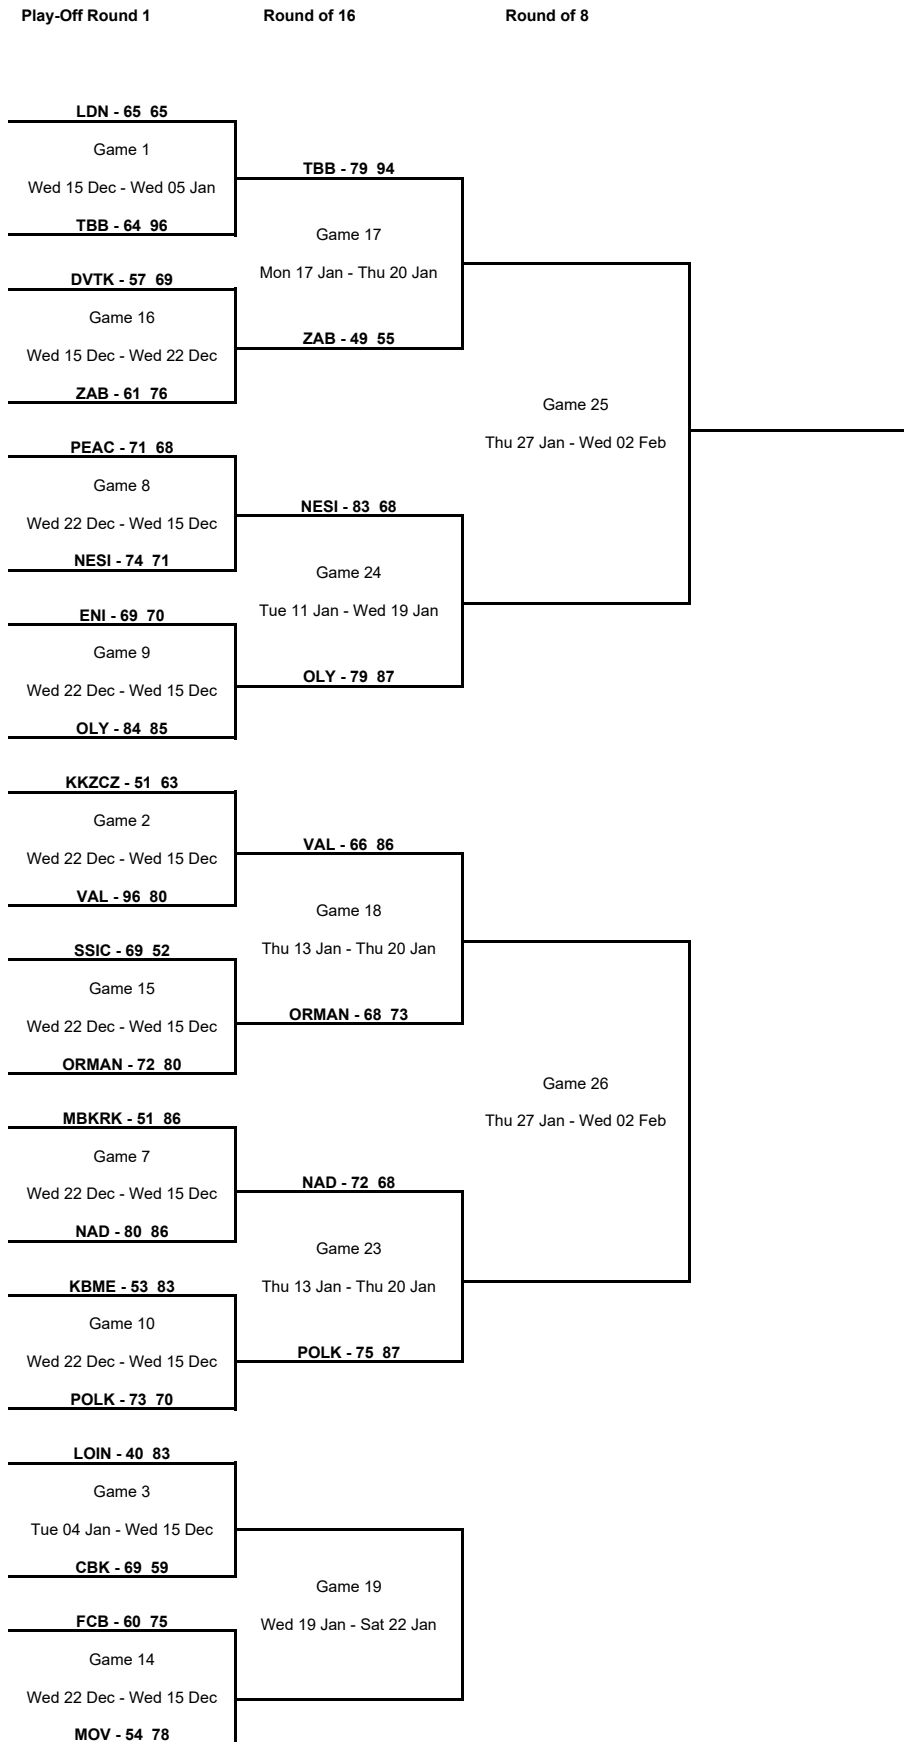 Play-Off Round 1 Round of 16 Round of 8
LDN - 65 65
Game 1
Wed 15 Dec - Wed 05 Jan
TBB - 64 96
DVTK - 57 69
Game 16
Wed 15 Dec - Wed 22 Dec
ZAB - 61 76
PEAC - 71 68
Game 8
Wed 22 Dec - Wed 15 Dec
NESI - 74 71
ENI - 69 70
Game 9
Wed 22 Dec - Wed 15 Dec
OLY - 84 85
KKZCZ - 51 63
Game 2
Wed 22 Dec - Wed 15 Dec
VAL - 96 80
SSIC - 69 52
Game 15
Wed 22 Dec - Wed 15 Dec
ORMAN - 72 80
MBKRK - 51 86
Game 7
Wed 22 Dec - Wed 15 Dec
NAD - 80 86
KBME - 53 83
Game 10
Wed 22 Dec - Wed 15 Dec
POLK - 73 70
LOIN - 40 83
Game 3
Tue 04 Jan - Wed 15 Dec
CBK - 69 59
FCB - 60 75
Game 14
Wed 22 Dec - Wed 15 Dec
MOV - 54 78
TBB - 79 94
Game 17
Mon 17 Jan - Thu 20 Jan
ZAB - 49 55
NESI - 83 68
Game 24
Tue 11 Jan - Wed 19 Jan
OLY - 79 87
VAL - 66 86
Game 18
Thu 13 Jan - Thu 20 Jan
ORMAN - 68 73
NAD - 72 68
Game 23
Thu 13 Jan - Thu 20 Jan
POLK - 75 87
Game 19
Wed 19 Jan - Sat 22 Jan
Game 25
Thu 27 Jan - Wed 02 Feb
Game 26
Thu 27 Jan - Wed 02 Feb